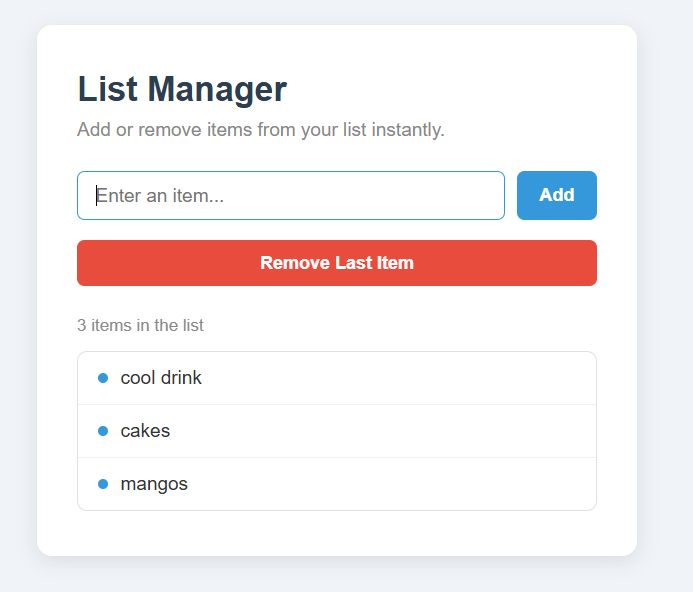 List Manager
Add or remove items from your list instantly.
Enter an item...
Add
Remove Last Item
3 items in the list
cool drink
cakes
mangos